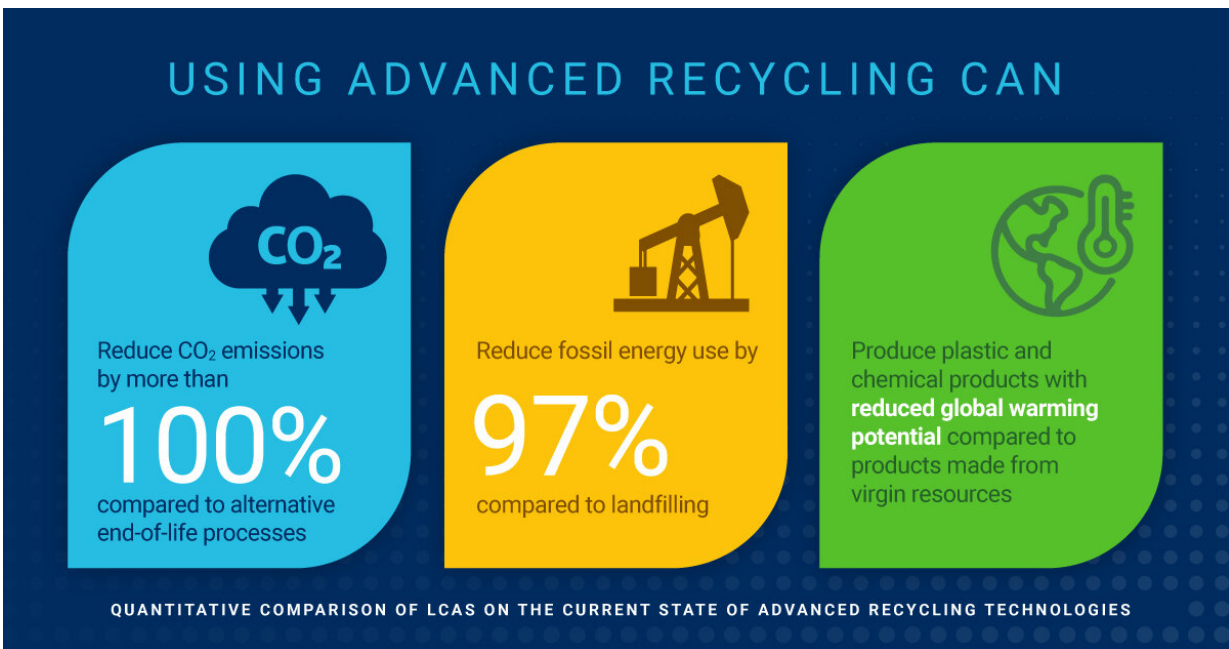 USING ADVANCED RECYCLING CAN
CO₂
Reduce CO₂ emissions
by more than
100%
compared to alternative
end-of-life processes
Reduce fossil energy use by
97%
compared to landfilling
Produce plastic and
chemical products with
reduced global warming
potential compared to
products made from
virgin resources
QUANTITATIVE COMPARISON OF LCAS ON THE CURRENT STATE OF ADVANCED RECYCLING TECHNOLOGIES